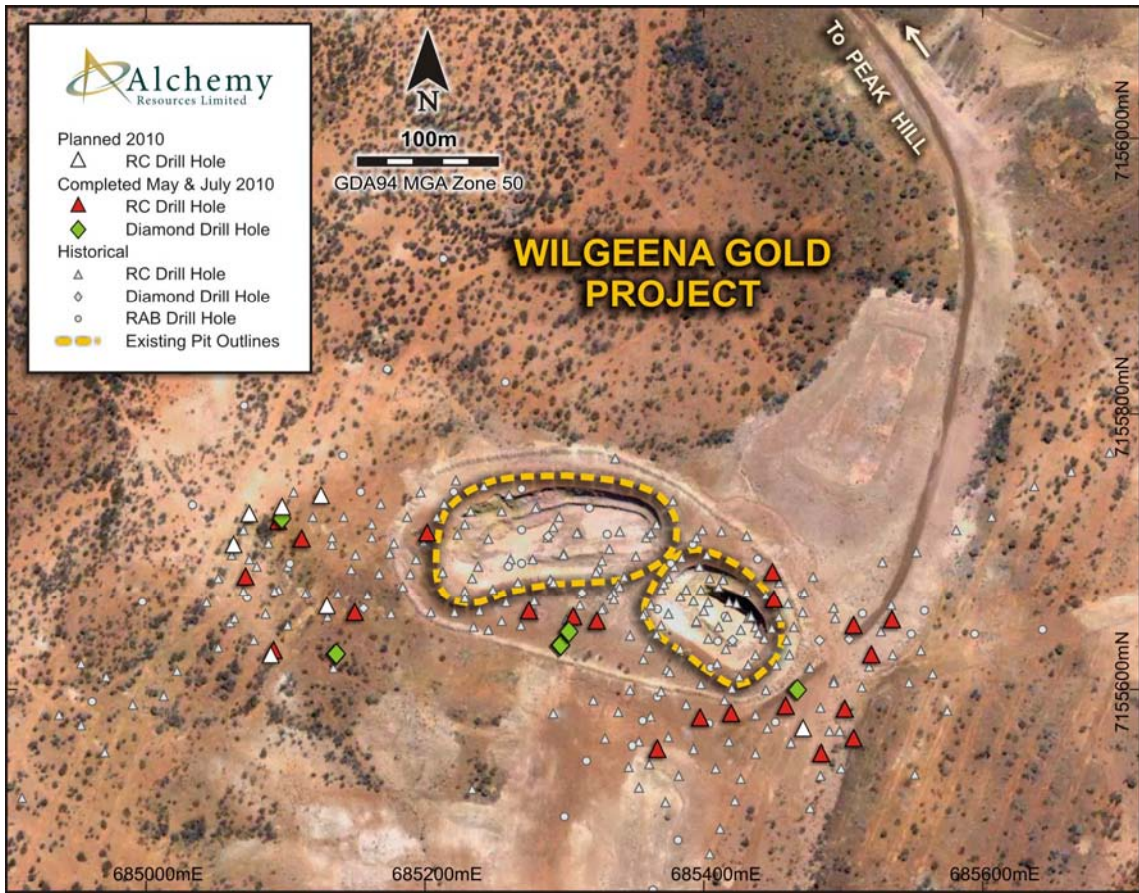 Alchemy
Resources Limited
Planned 2010
RC Drill Hole
Completed May & July 2010
RC Drill Hole
Diamond Drill Hole
Historical
RC Drill Hole
Diamond Drill Hole
RAB Drill Hole
Existing Pit Outlines
N
100m
GDA94 MGA Zone 50
To PEAK HILL
WILGEENA GOLD
PROJECT
7156000mN
7155800mN
7155600mN
685000mE
685200mE
685400mE
685600mE